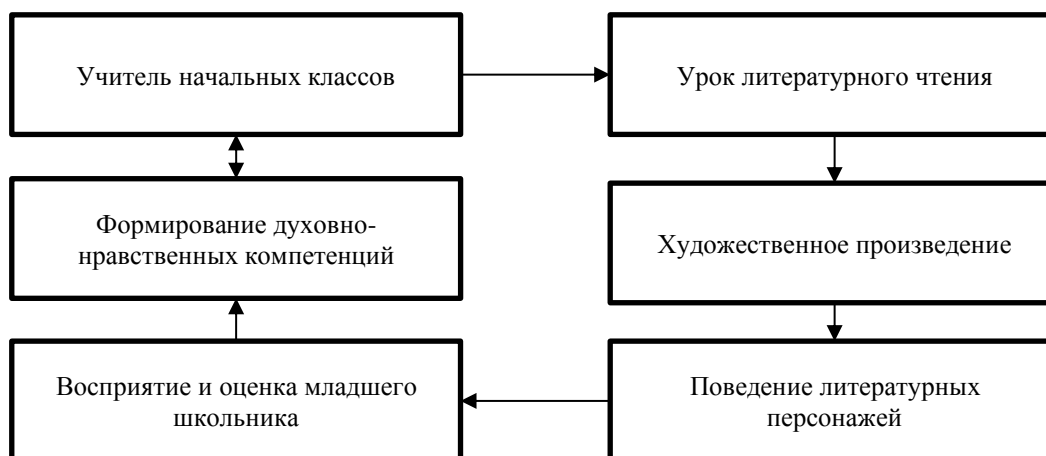 Учитель начальных классов
Урок литературного чтения
Формирование духовно-
нравственных компетенций
Художественное произведение
Восприятие и оценка младшего
школьника
Поведение литературных
персонажей